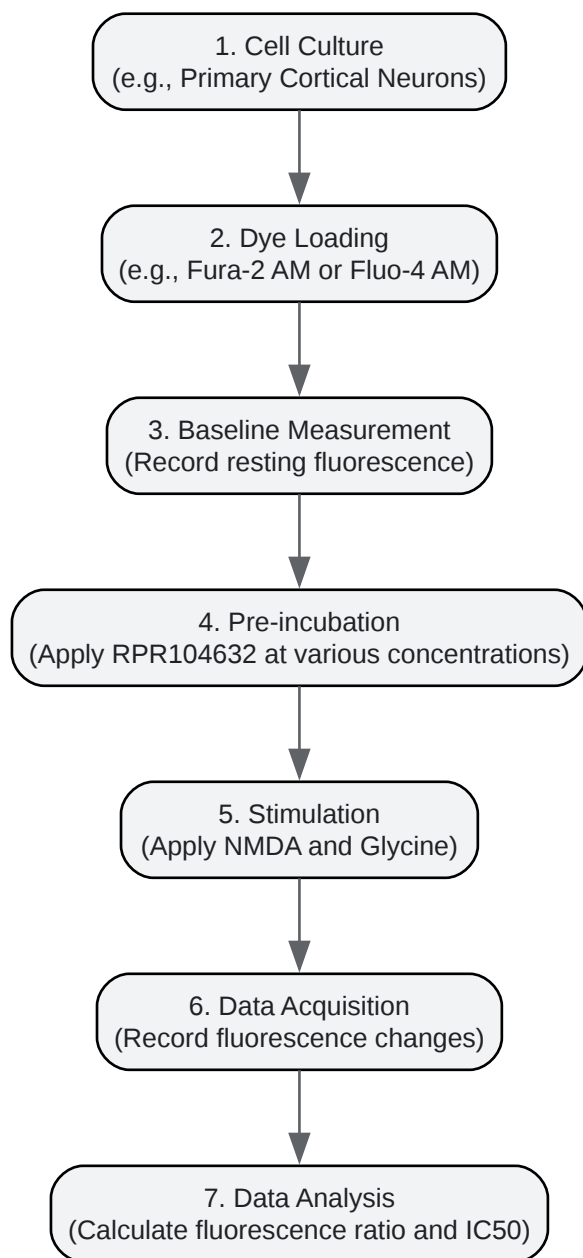 1. Cell Culture
(e.g., Primary Cortical Neurons)
2. Dye Loading
(e.g., Fura-2 AM or Fluo-4 AM)
3. Baseline Measurement
(Record resting fluorescence)
4. Pre-incubation
(Apply RPR104632 at various concentrations)
5. Stimulation
(Apply NMDA and Glycine)
6. Data Acquisition
(Record fluorescence changes)
7. Data Analysis
(Calculate fluorescence ratio and IC50)